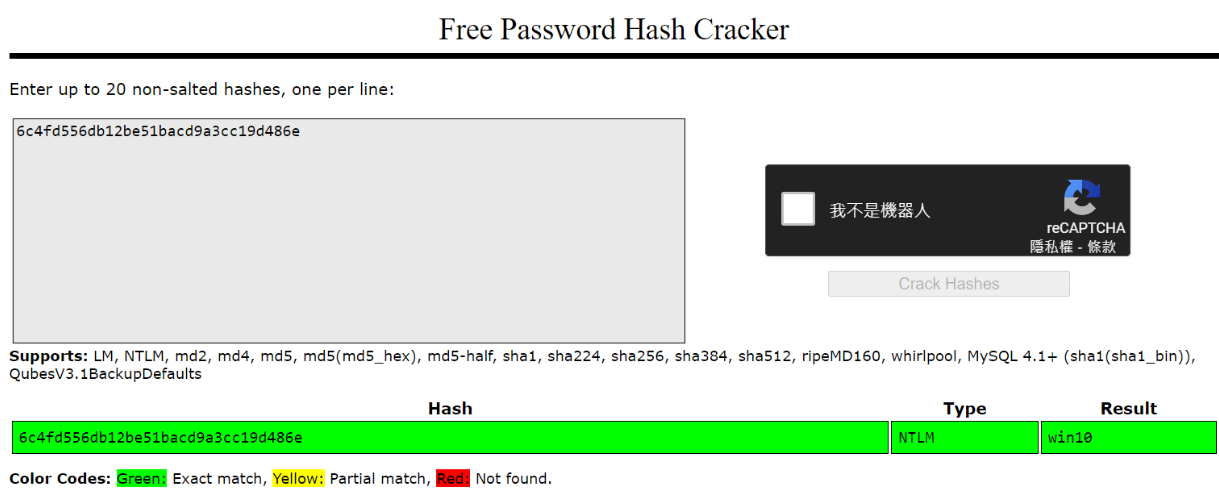 Free Password Hash Cracker
Enter up to 20 non-salted hashes, one per line:
6c4fd556db12be51bacd9a3cc19d486e
我不是機器人
reCAPTCHA
隱私權 - 條款
Crack Hashes
Supports: LM, NTLM, md2, md4, md5, md5(md5_hex), md5-half, sha1, sha224, sha256, sha384, sha512, ripeMD160, whirlpool, MySQL 4.1+ (sha1(sha1_bin)),
QubesV3.1BackupDefaults
Hash Type Result
6c4fd556db12be51bacd9a3cc19d486e NTLM win10
Color Codes: Green: Exact match, Yellow: Partial match, Red: Not found.